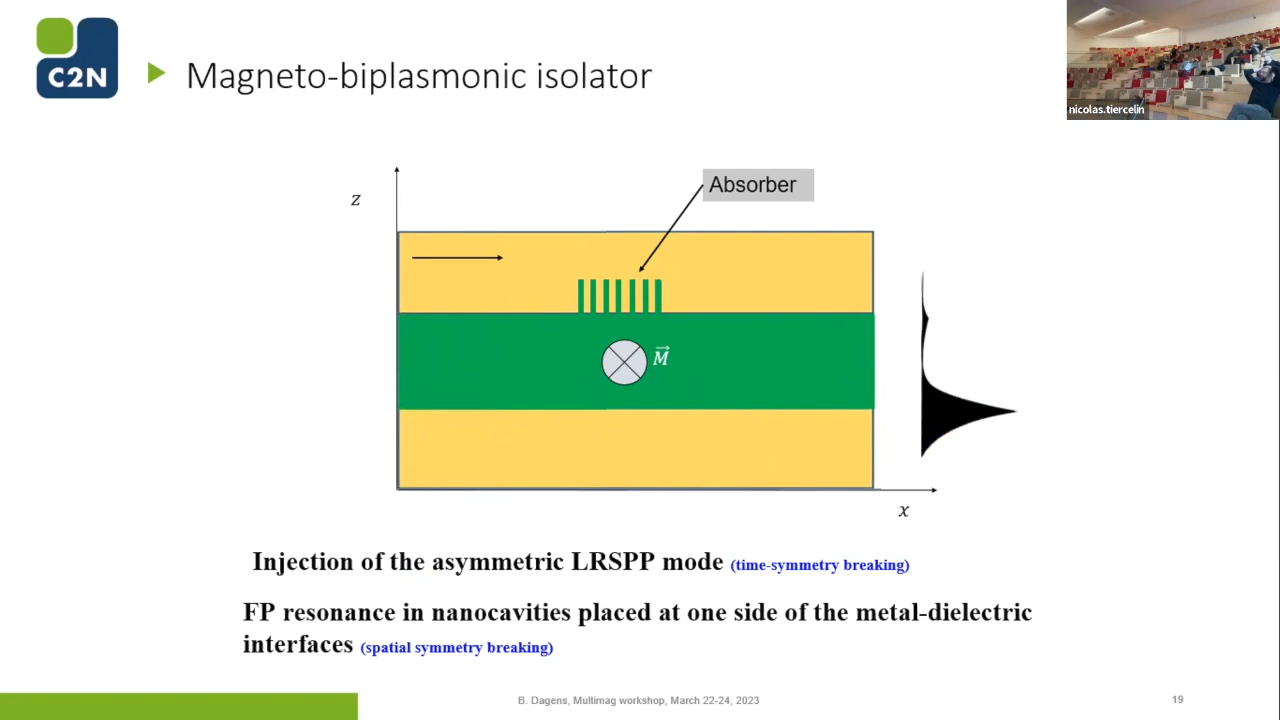 C2N
Magneto-biplasmonic isolator
nicolas.tiercelin
Absorber
z
M
x
Injection of the asymmetric LRSPP mode (time-symmetry breaking)
FP resonance in nanocavities placed at one side of the metal-dielectric
interfaces (spatial symmetry breaking)
B. Dagens, Multimag workshop, March 22-24, 2023
19